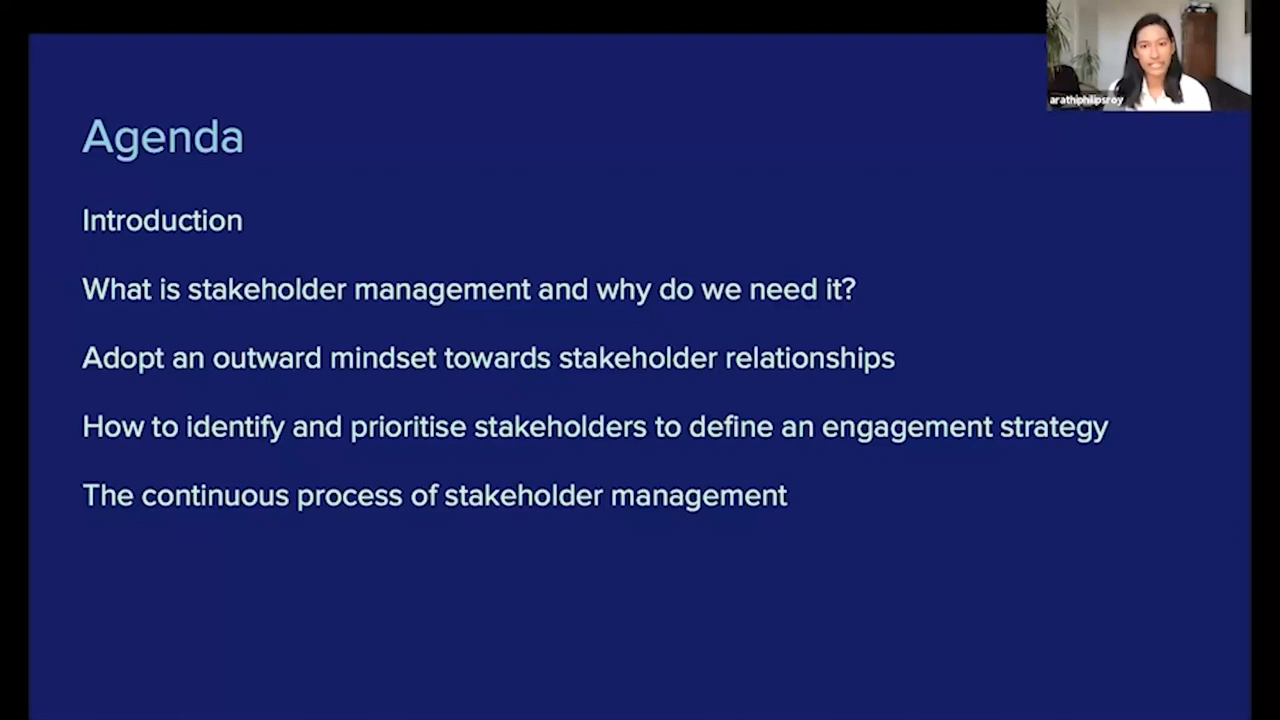 arathiphilipsroy
Agenda
Introduction
What is stakeholder management and why do we need it?
Adopt an outward mindset towards stakeholder relationships
How to identify and prioritise stakeholders to define an engagement strategy
The continuous process of stakeholder management